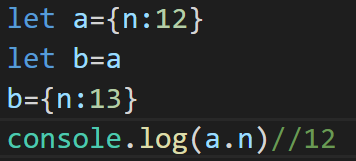 let a={n:12}
let b=a
b={n:13}
console.log(a.n)//12